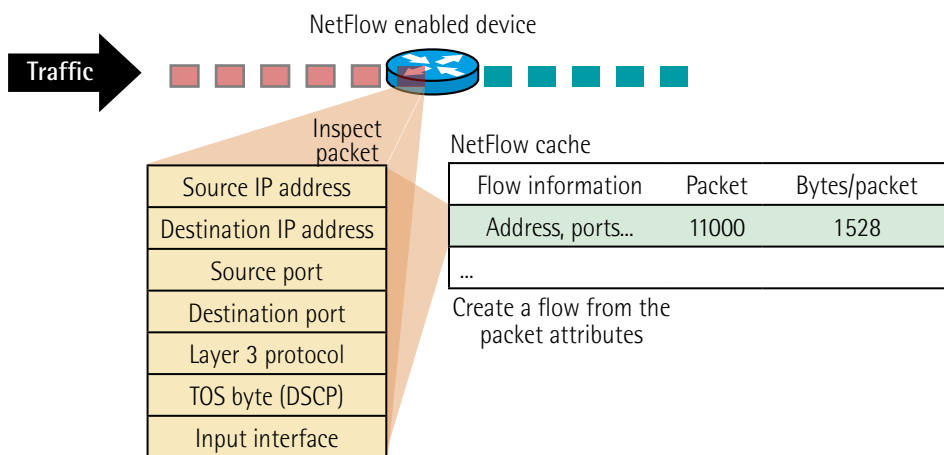 NetFlow enabled device
Traffic
Inspect
packet
Source IP address
Destination IP address
Source port
Destination port
Layer 3 protocol
TOS byte (DSCP)
Input interface
NetFlow cache
Flow information Packet Bytes/packet
Address, ports... 11000 1528
...
Create a flow from the
packet attributes